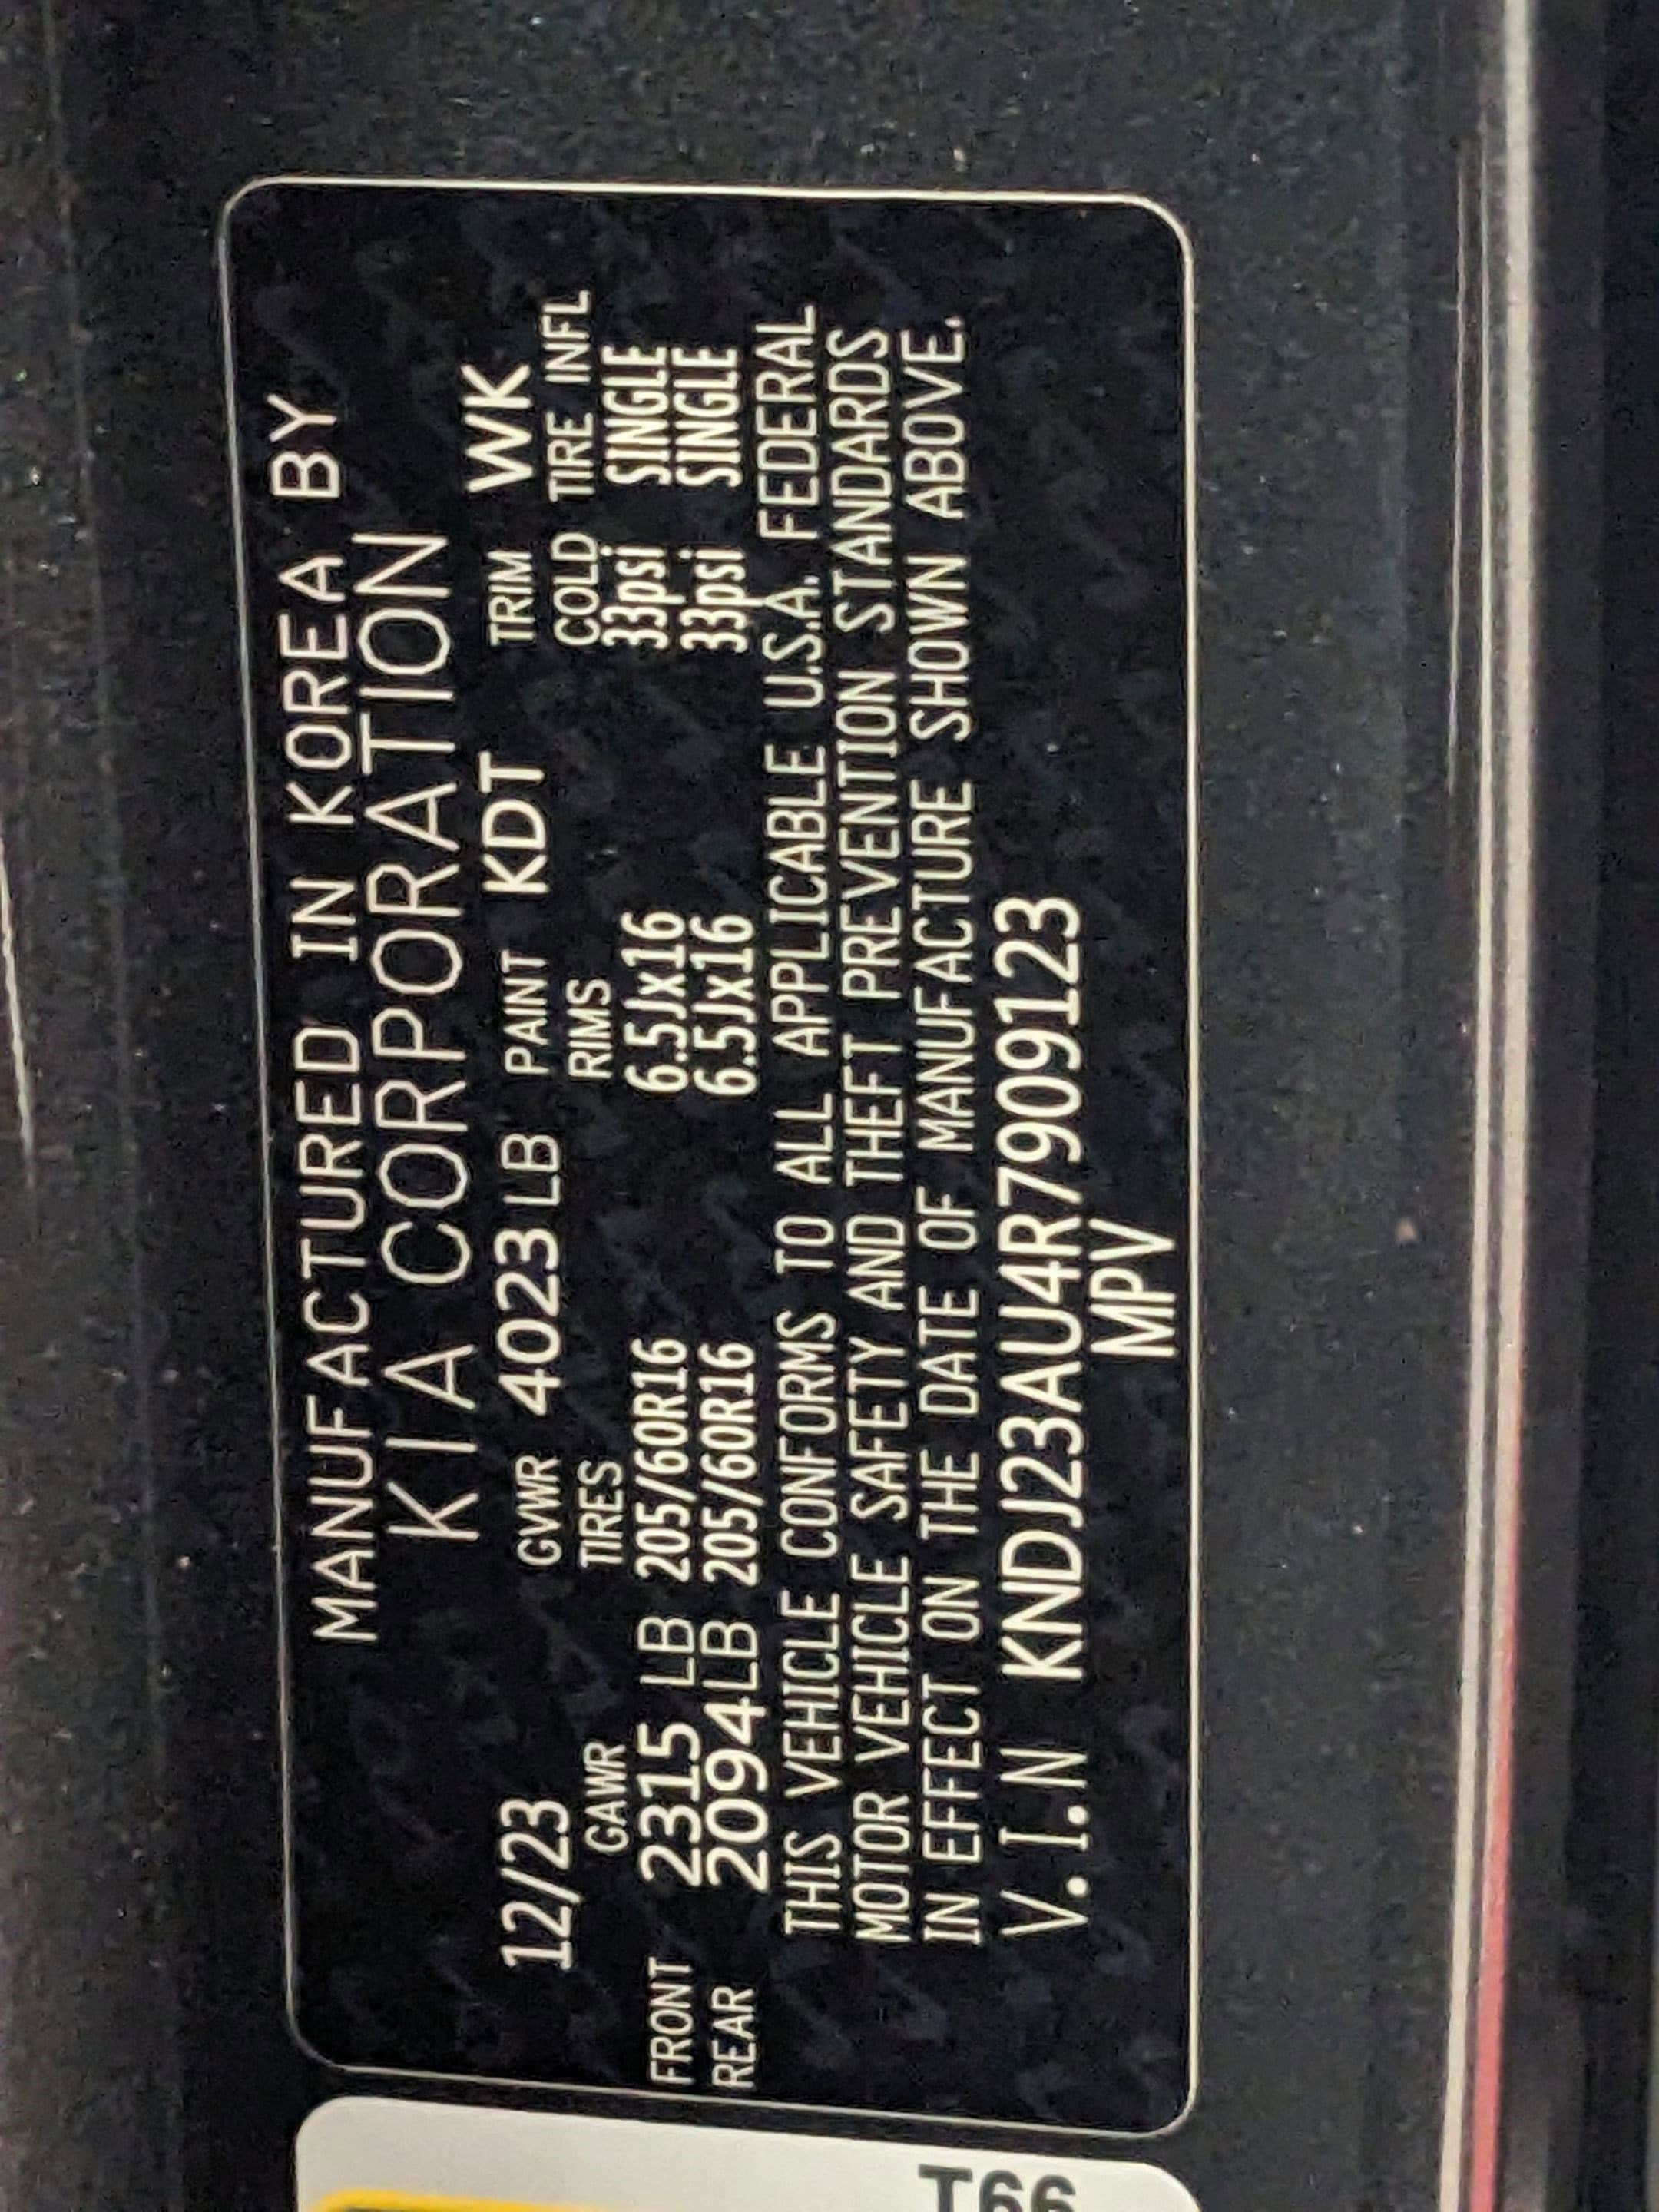 MANUFACTURED IN KOREA BY
KIA CORPORATION
12/23 GVWR 4023 LB PAINT KDT TRIM WK
GAWR TIRES RIMS COLD TIRE INFL
FRONT 2315 LB 205/60R16 6.5Jx16 33psi SINGLE
REAR 2094LB 205/60R16 6.5Jx16 33psi SINGLE
THIS VEHICLE CONFORMS TO ALL APPLICABLE U.S.A. FEDERAL
MOTOR VEHICLE SAFETY AND THEFT PREVENTION STANDARDS
IN EFFECT ON THE DATE OF MANUFACTURE SHOWN ABOVE.
V.I.N KNDJ23AU4R7909123
MPV
T66